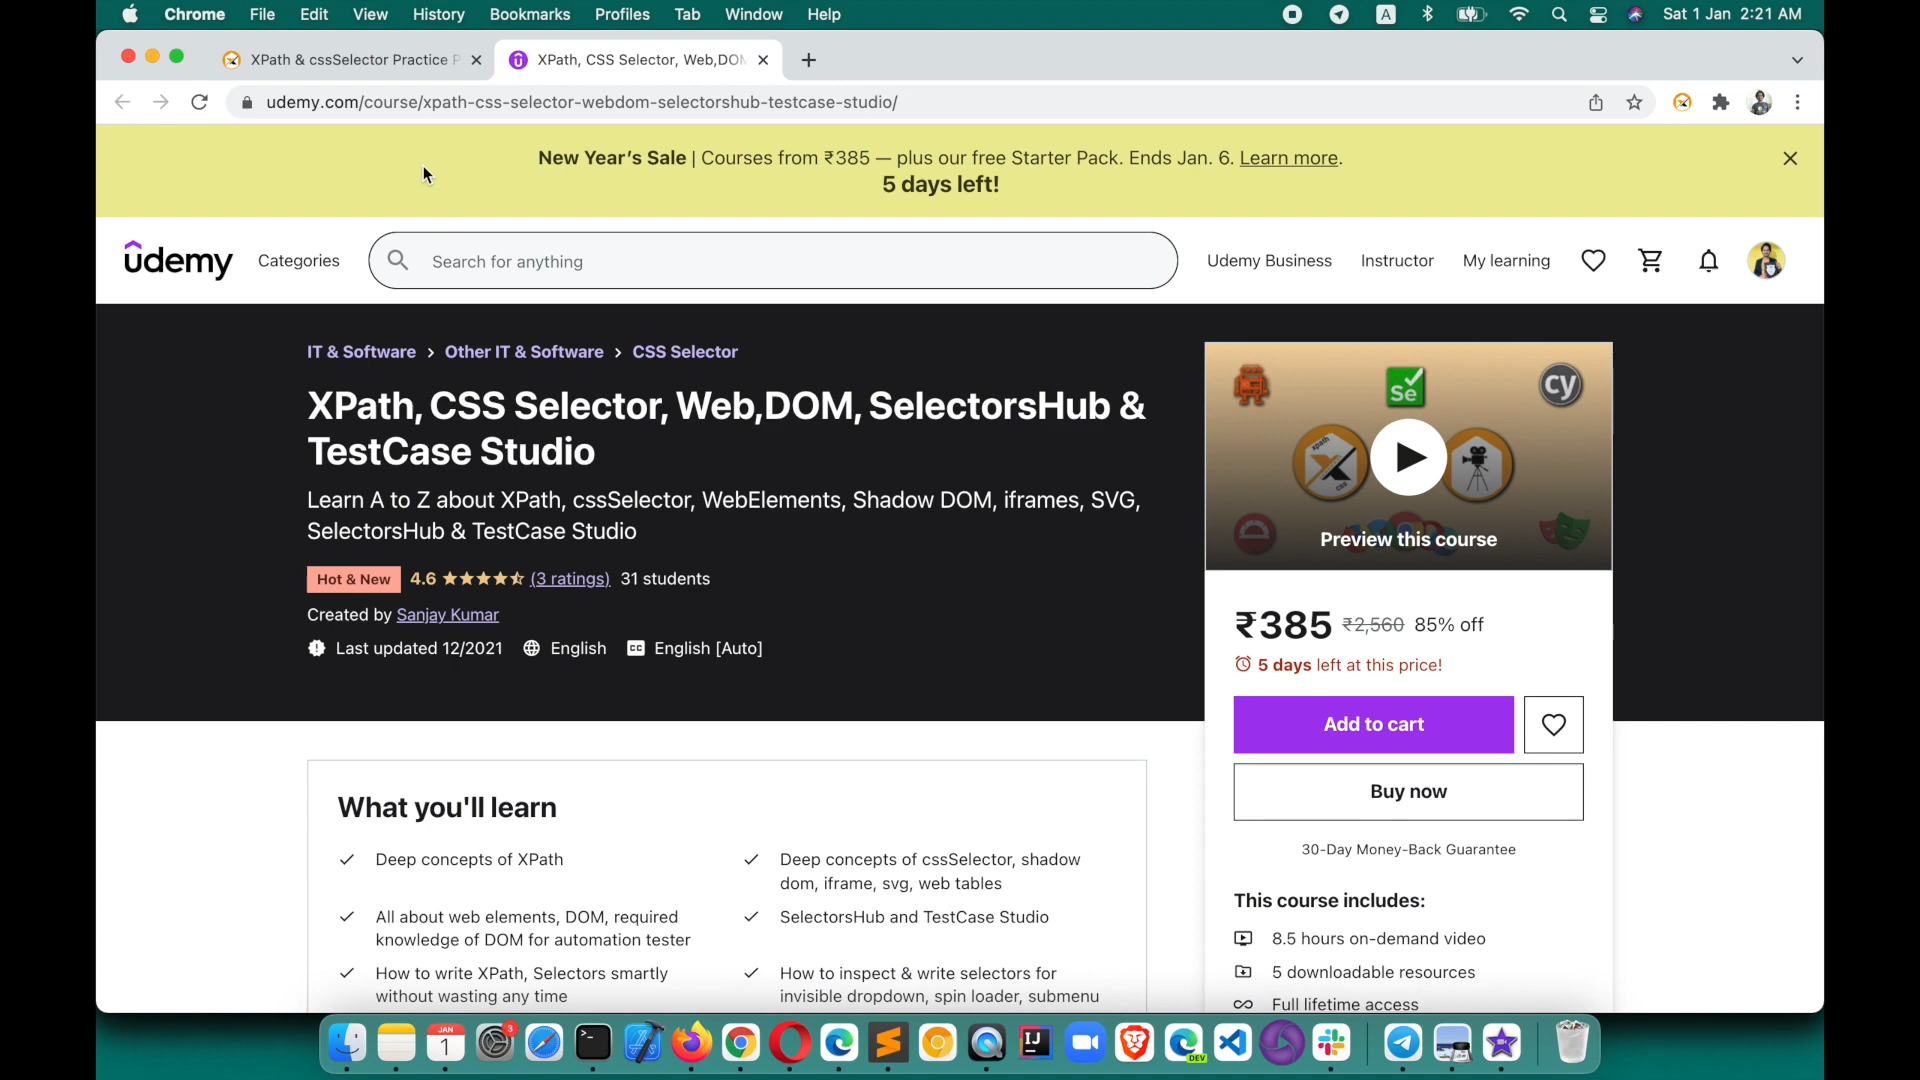 Chrome File Edit View History Bookmarks Profiles Tab Window Help
A
Sat 1 Jan 2:21 AM
XPath & cssSelector Practice P
XPath, CSS Selector, Web,DOM
udemy.com/course/xpath-css-selector-webdom-selectorshub-testcase-studio/
New Year's Sale | Courses from ₹385 — plus our free Starter Pack. Ends Jan. 6. Learn more.
5 days left!
udemy
Categories
Search for anything
Udemy Business
Instructor
My learning
IT & Software > Other IT & Software > CSS Selector
XPath, CSS Selector, Web,DOM, SelectorsHub &
TestCase Studio
Learn A to Z about XPath, cssSelector, WebElements, Shadow DOM, iframes, SVG,
SelectorsHub & TestCase Studio
Hot & New 4.6 (3 ratings) 31 students
Created by Sanjay Kumar
Last updated 12/2021 English CC English [Auto]
Se
cy
xpath
CSS
Preview this course
₹385 ₹2,560 85% off
5 days left at this price!
Add to cart
Buy now
30-Day Money-Back Guarantee
This course includes:
8.5 hours on-demand video
5 downloadable resources
Full lifetime access
What you'll learn
Deep concepts of XPath
Deep concepts of cssSelector, shadow
dom, iframe, svg, web tables
All about web elements, DOM, required
knowledge of DOM for automation tester
SelectorsHub and TestCase Studio
How to write XPath, Selectors smartly
without wasting any time
How to inspect & write selectors for
invisible dropdown, spin loader, submenu
JAN
1
3
IJ
DEV